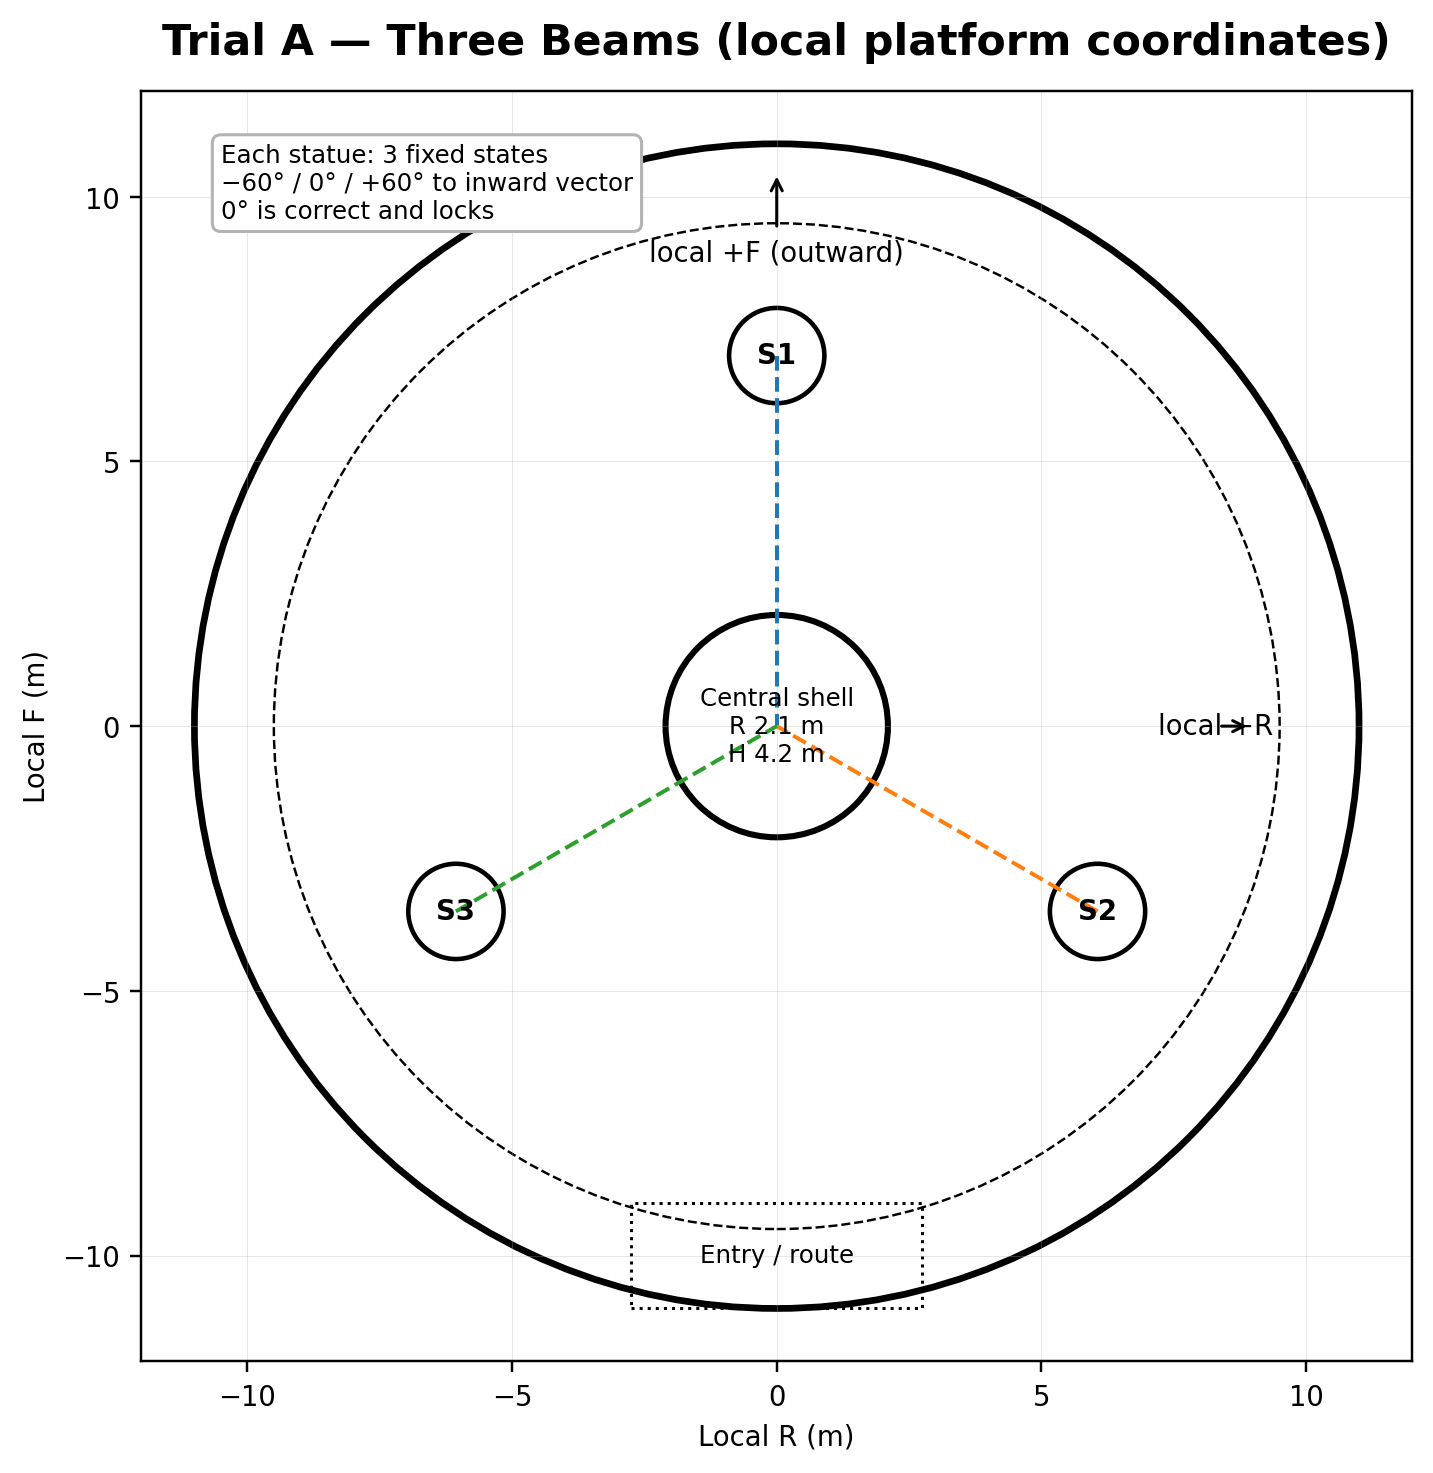 Trial A — Three Beams (local platform coordinates)
Each statue: 3 fixed states
−60° / 0° / +60° to inward vector
0° is correct and locks
local +F (outward)
S1
Central shell
R 2.1 m
H 4.2 m
local +R
S3
S2
Entry / route
10
5
0
−5
−10
Local F (m)
−10
−5
0
5
10
Local R (m)